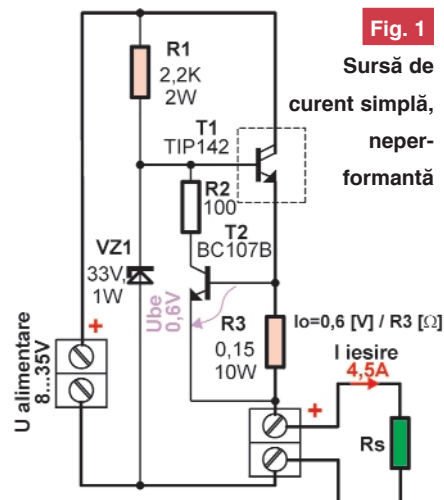 Fig. 1
Sursă de
curent simplă,
neper-
formantă
R1
2,2K
2W
T1
TIP142
R2
100
T2
BC107B
VZ1
33V,
1W
Ube
0,6V
R3
0,15
10W
Io=0,6 [V] / R3 [Ω]
I iesire
4,5A
U alimentare
8...35V
+
+
Rs